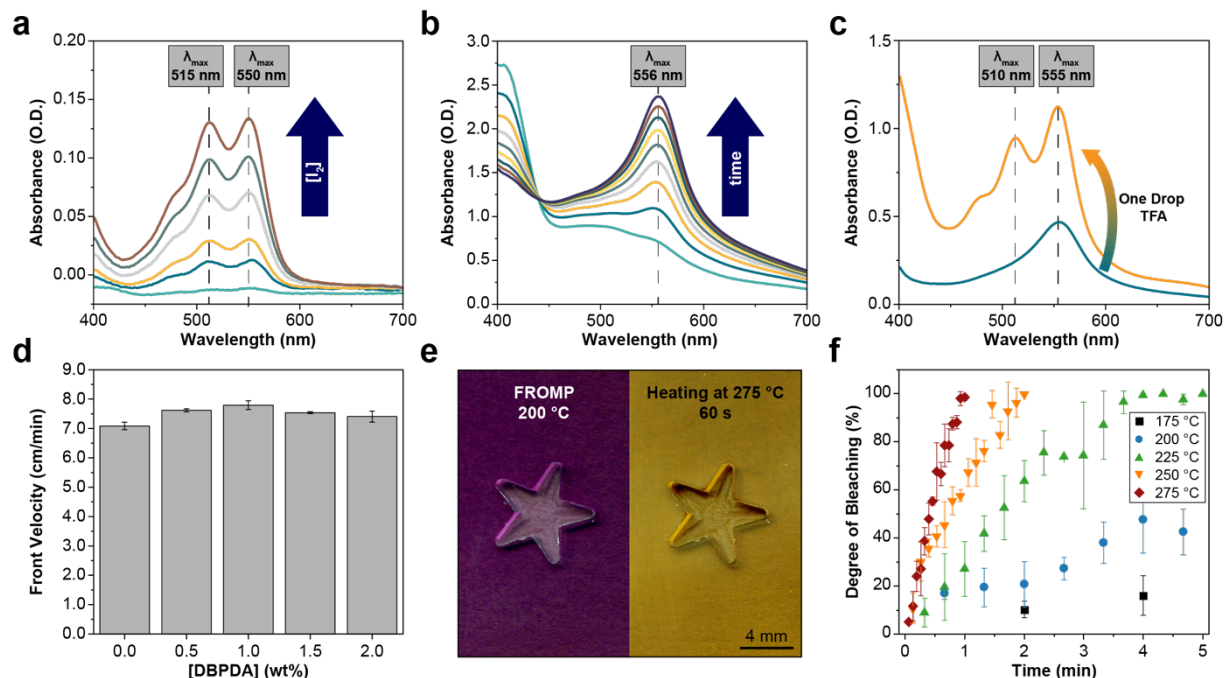 a
0.20
0.15
0.10
0.05
0.00
Absorbance (O.D.)
λmax
515 nm
λmax
550 nm
[I2]
400
500
600
700
Wavelength (nm)
b
3.0
2.5
2.0
1.5
1.0
0.5
0.0
Absorbance (O.D.)
λmax
556 nm
time
400
500
600
700
Wavelength (nm)
c
1.5
1.0
0.5
0.0
Absorbance (O.D.)
λmax
510 nm
λmax
555 nm
One Drop
TFA
400
500
600
700
Wavelength (nm)
d
9.0
8.0
7.0
6.0
5.0
4.0
3.0
2.0
1.0
0.0
Front Velocity (cm/min)
0.0
0.5
1.0
1.5
2.0
[DBPDA] (wt%)
e
FROMP
200 °C
Heating at 275 °C
60 s
4 mm
f
100
80
60
40
20
0
Degree of Bleaching (%)
175 °C
200 °C
225 °C
250 °C
275 °C
0
1
2
3
4
5
Time (min)